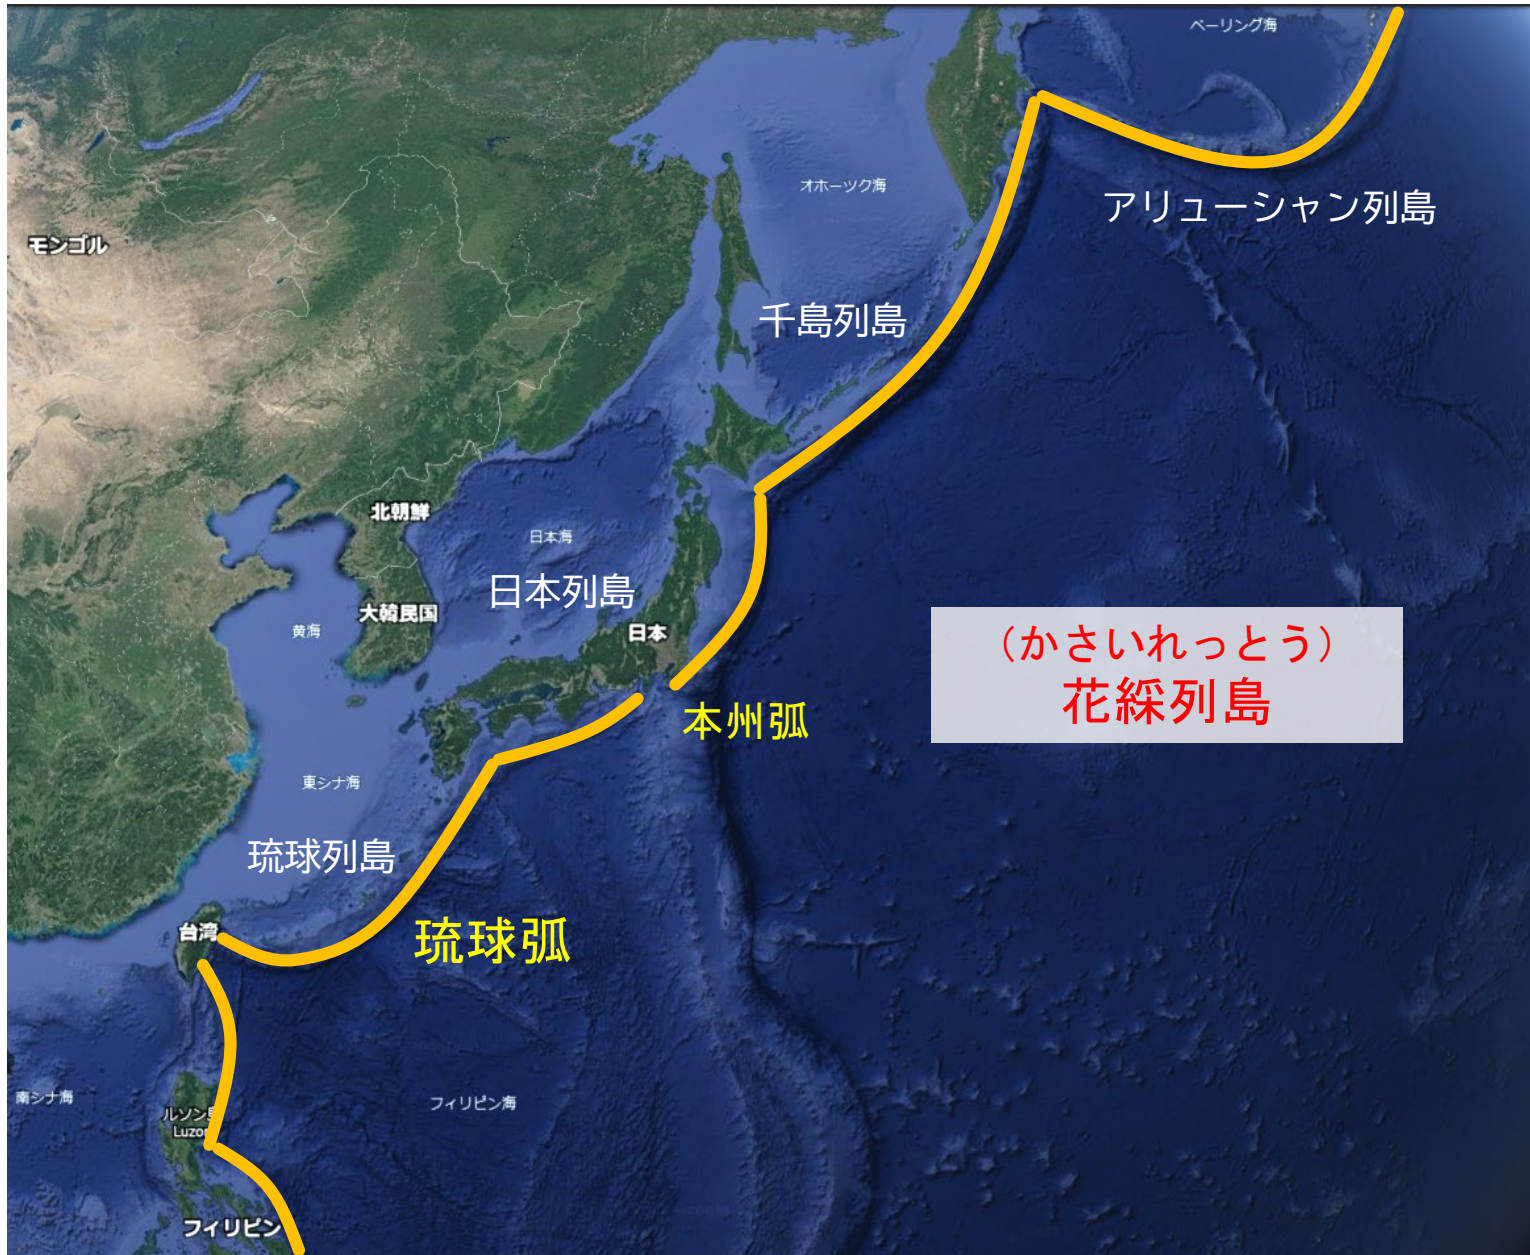 ベーリング海
オホーツク海
アリューシャン列島
モンゴル
千島列島
北朝鮮
日本海
日本列島
大韓民国
黄海
日本
（かさいれっとう）
花綵列島
本州弧
東シナ海
琉球列島
台湾
琉球弧
南シナ海
フィリピン海
ルソン島
Luzon
フィリピン